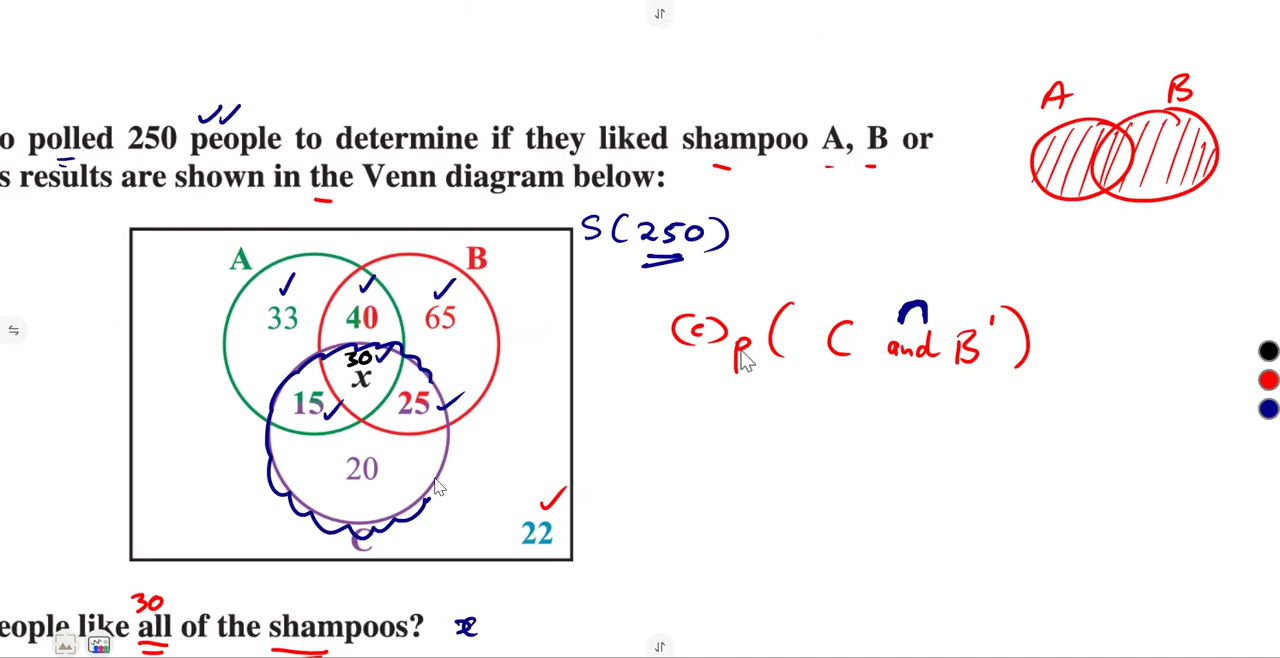 o polled 250 people to determine if they liked shampoo A, B or
s results are shown in the Venn diagram below:
A B
S (250)
A B
33 40 65
30
x
15 25
20
C
22
(c) P( C ∩ and B')
30
eople like all of the shampoos? x